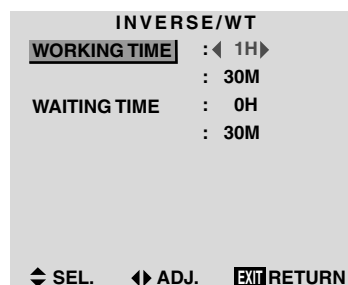 INVERSE/WT
WORKING TIME : 1H
: 30M
WAITING TIME : 0H
: 30M
SEL. ADJ. EXIT RETURN